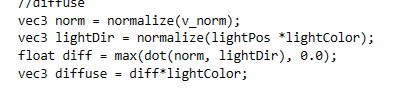 //diffuse
vec3 norm = normalize(v_norm);
vec3 lightDir = normalize(lightPos *lightColor);
float diff = max(dot(norm, lightDir), 0.0);
vec3 diffuse = diff*lightColor;